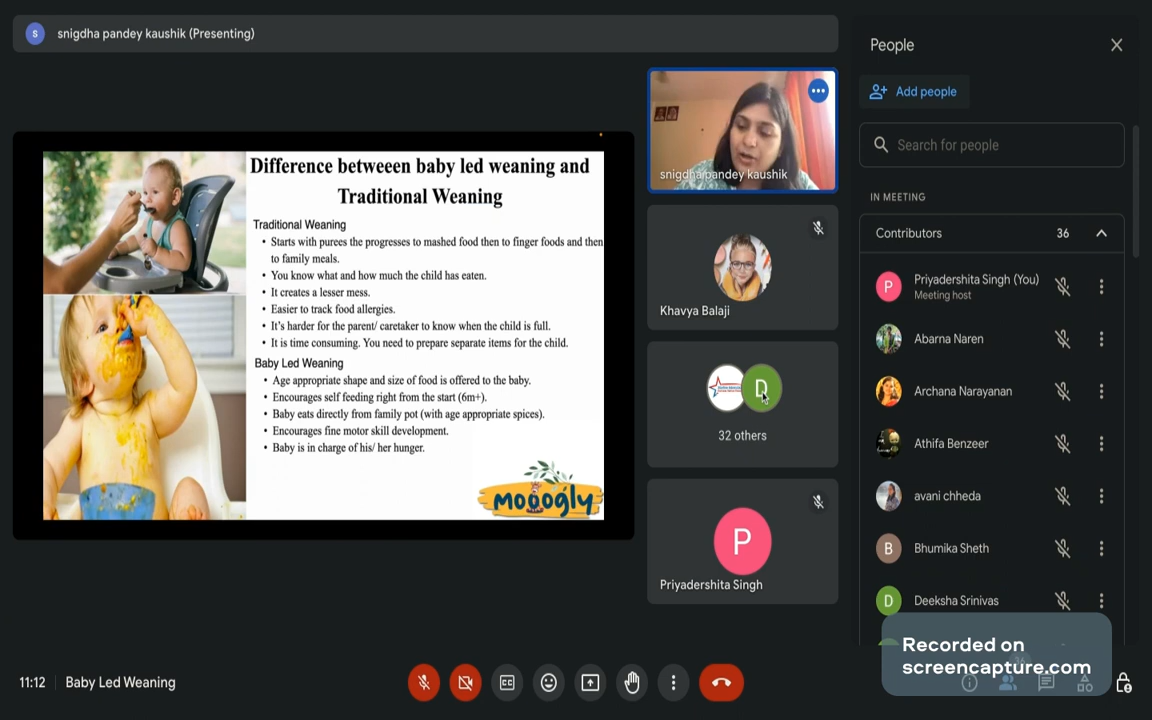 S snigdha pandey kaushik (Presenting)
Difference betweeen baby led weaning and
Traditional Weaning
Traditional Weaning
• Starts with purees the progresses to mashed food then to finger foods and then
to family meals.
• You know what and how much the child has eaten.
• It creates a lesser mess.
• Easier to track food allergies.
• It's harder for the parent/ caretaker to know when the child is full.
• It is time consuming. You need to prepare separate items for the child.
Baby Led Weaning
• Age appropriate shape and size of food is offered to the baby.
• Encourages self feeding right from the start (6m+).
• Baby eats directly from family pot (with age appropriate spices).
• Encourages fine motor skill development.
• Baby is in charge of his/ her hunger.
mooogly
snigdha pandey kaushik
Khavya Balaji
D
32 others
P
Priyadershita Singh
People
Add people
Search for people
IN MEETING
Contributors 36
P Priyadershita Singh (You)
Meeting host
Abarna Naren
Archana Narayanan
Athifa Benzeer
avani chheda
B Bhumika Sheth
D Deeksha Srinivas
Recorded on
screencapture.com
11:12 Baby Led Weaning
CC